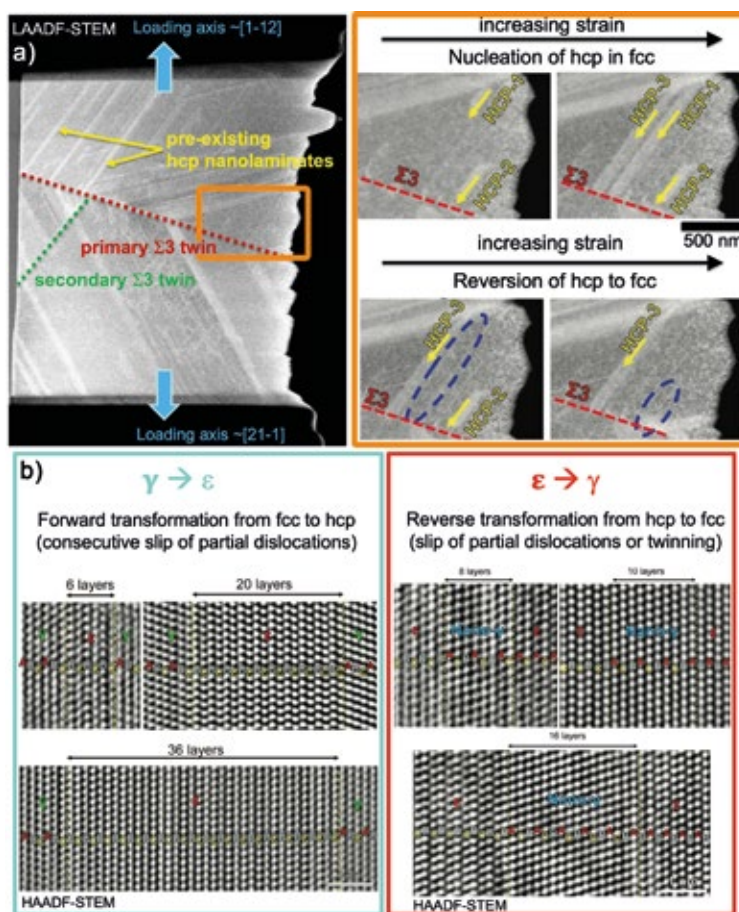 LAADF-STEM
a)
Loading axis ~[1-12]
pre-existing
hcp nanolaminates
primary Σ3 twin
secondary Σ3 twin
Loading axis ~[21-1]
increasing strain
Nucleation of hcp in fcc
HCP-1
HCP-2
Σ3
HCP-3
HCP-1
HCP-2
Σ3
500 nm
increasing strain
Reversion of hcp to fcc
HCP-3
HCP-2
Σ3
HCP-3
Σ3
b)
γ → ε
Forward transformation from fcc to hcp
(consecutive slip of partial dislocations)
6 layers
20 layers
36 layers
HAADF-STEM
ε → γ
Reverse transformation from hcp to fcc
(slip of partial dislocations or twinning)
8 layers
10 layers
16 layers
HAADF-STEM